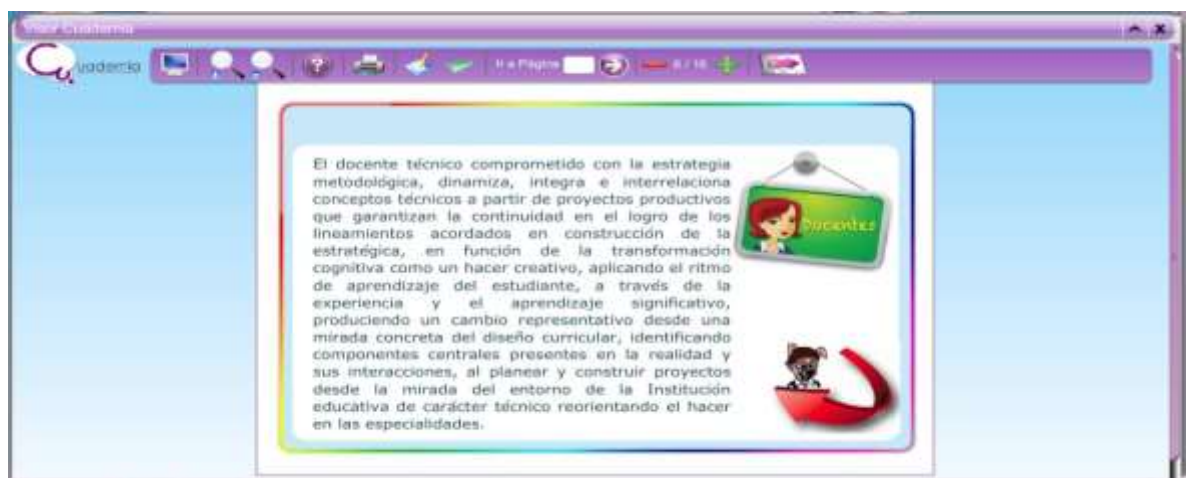 Visor Cuadernia
Cuadernia
Ir a Página
El docente técnico comprometido con la estrategia
metodológica, dinamiza, integra e interrelaciona
conceptos técnicos a partir de proyectos productivos
que garantizan la continuidad en el logro de los
lineamientos acordados en construcción de la
estratégica, en función de la transformación
cognitiva como un hacer creativo, aplicando el ritmo
de aprendizaje del estudiante, a través de la
experiencia y el aprendizaje significativo,
produciendo un cambio representativo desde una
mirada concreta del diseño curricular, identificando
componentes centrales presentes en la realidad y
sus interacciones, al planear y construir proyectos
desde la mirada del entorno de la Institución
educativa de carácter técnico reorientando el hacer
en las especialidades.
Docentes